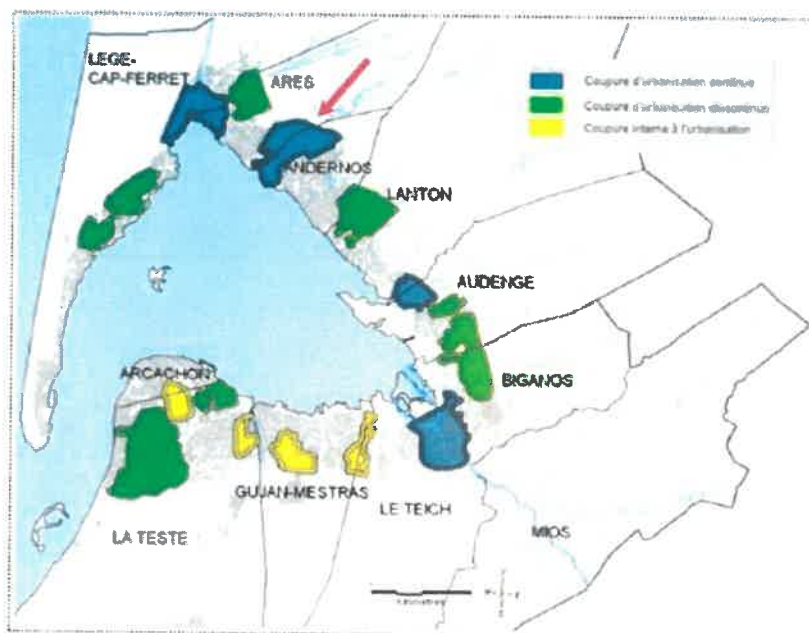 LEGE-
CAP-FERRET
ARES
ANDERNOS
LANTON
AUDENGE
BIGANOS
ARCACHON
GUJAN-MESTRAS
LE TEICH
LA TESTE
MIOS
Coupure d'urbanisation continue
Coupure d'urbanisation discontinue
Coupure interne à l'urbanisation